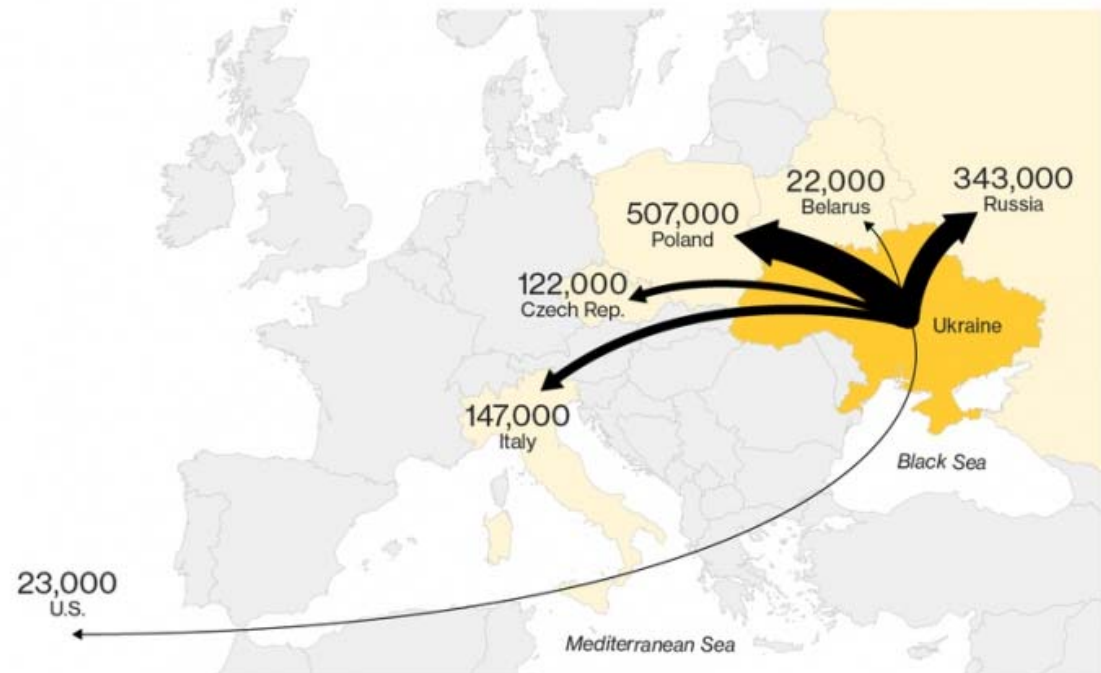 22,000
Belarus
343,000
Russia
507,000
Poland
122,000
Czech Rep.
Ukraine
147,000
Italy
Black Sea
23,000
U.S.
Mediterranean Sea